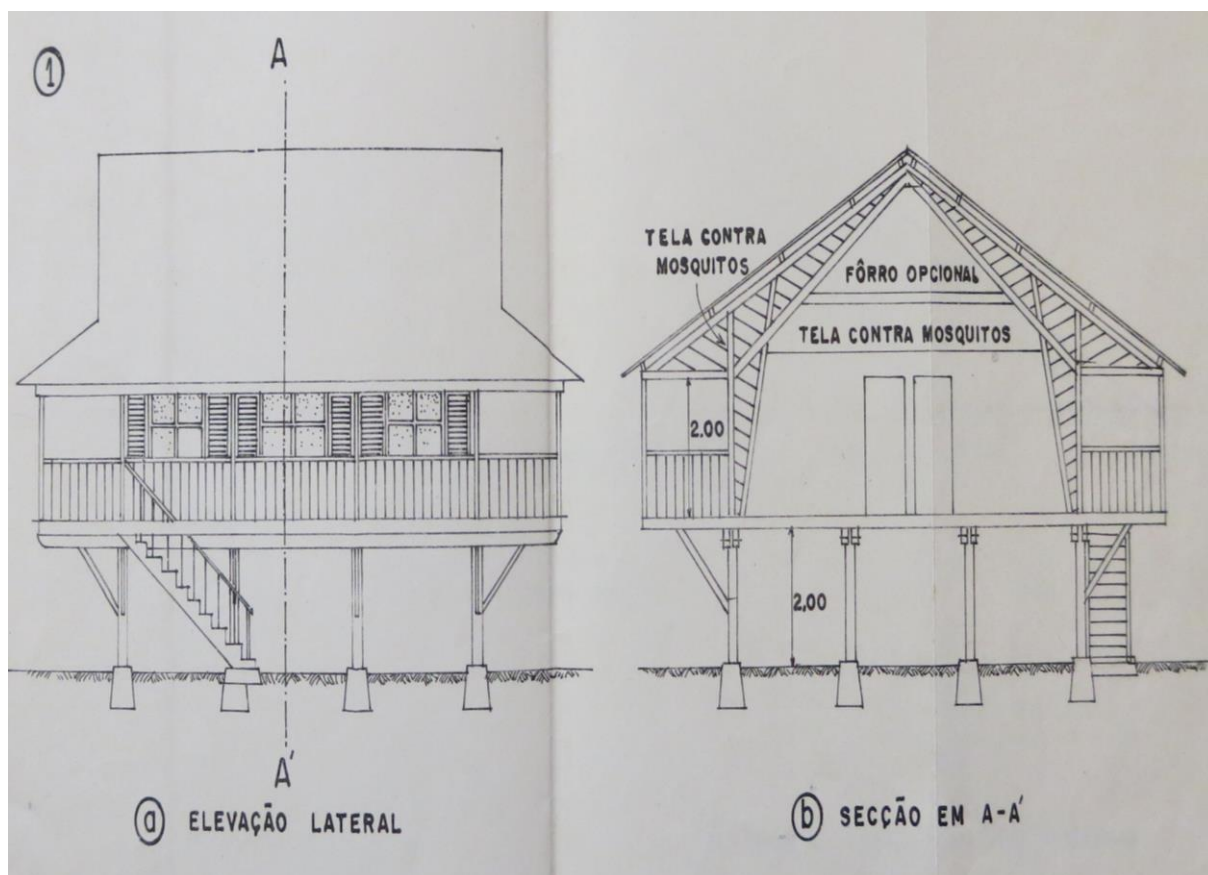 1
A
TELA CONTRA
MOSQUITOS
FÔRRO OPCIONAL
TELA CONTRA MOSQUITOS
2.00
2,00
A'
a ELEVAÇÃO LATERAL
b SECÇÃO EM A-A'